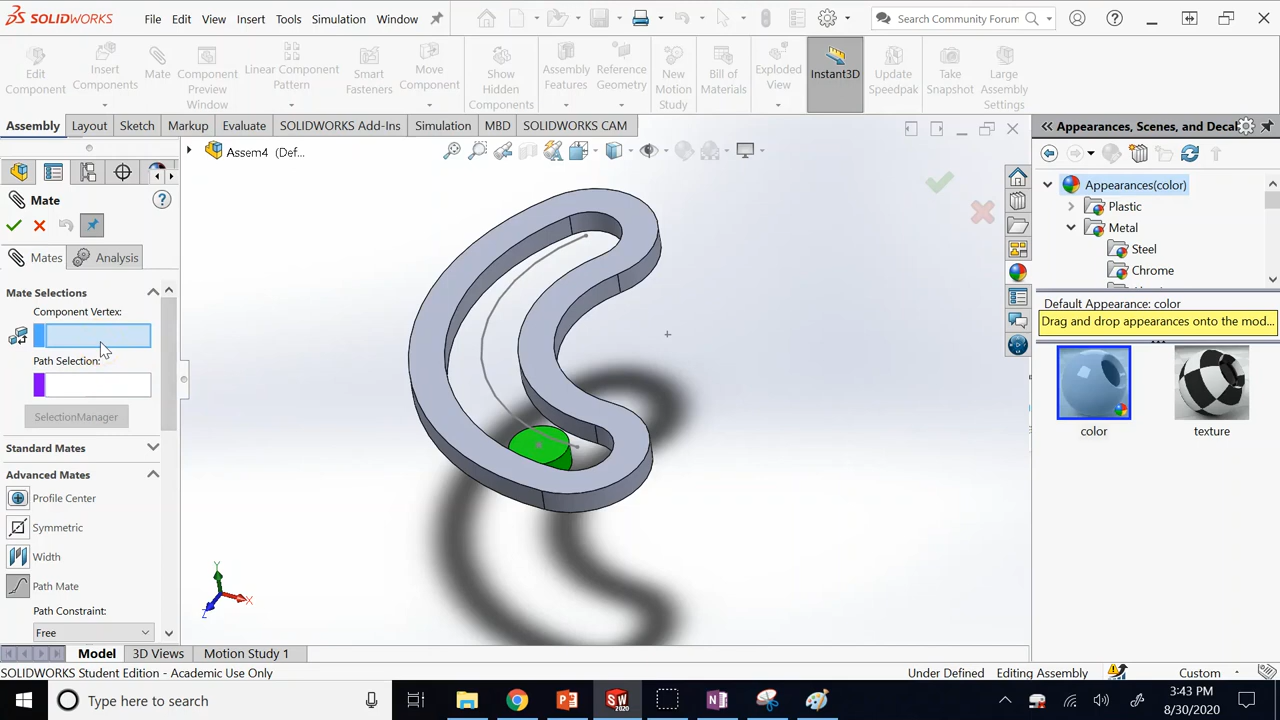 SOLIDWORKS File Edit View Insert Tools Simulation Window Search Community Forum
Edit Component
Insert Components
Mate
Component Preview Window
Linear Component Pattern
Smart Fasteners
Move Component
Show Hidden Components
Assembly Features
Reference Geometry
New Motion Study
Bill of Materials
Exploded View
Instant3D
Update Speedpak
Take Snapshot
Large Assembly Settings
Assembly Layout Sketch Markup Evaluate SOLIDWORKS Add-Ins Simulation MBD SOLIDWORKS CAM
Appearances, Scenes, and Decal
Assem4 (Def...
Mate
Mates Analysis
Mate Selections
Component Vertex:
Path Selection:
SelectionManager
Standard Mates
Advanced Mates
Profile Center
Symmetric
Width
Path Mate
Path Constraint:
Free
Y
X
Z
Appearances(color)
Plastic
Metal
Steel
Chrome
Default Appearance: color
Drag and drop appearances onto the mod...
color texture
Model 3D Views Motion Study 1
SOLIDWORKS Student Edition - Academic Use Only Under Defined Editing Assembly Custom
Type here to search
SW
2020
3:43 PM
8/30/2020